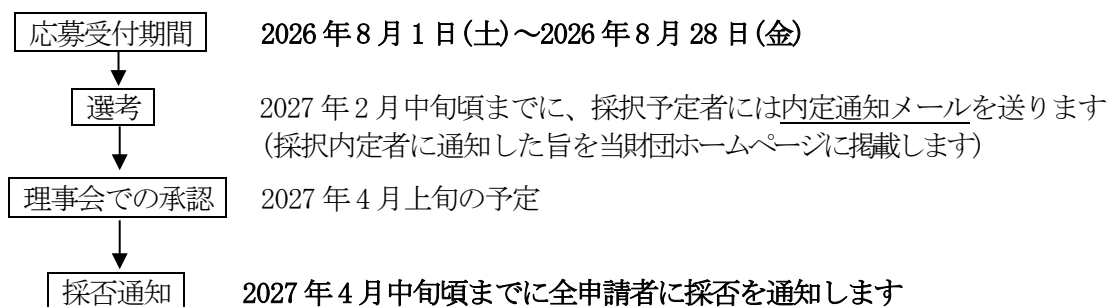 応募受付期間 2026年8月1日(土)～2026年8月28日(金)
選考 2027年2月中旬頃までに、採択予定者には内定通知メールを送ります
(採択内定者に通知した旨を当財団ホームページに掲載します)
理事会での承認 2027年4月上旬の予定
採否通知 2027年4月中旬頃までに全申請者に採否を通知します